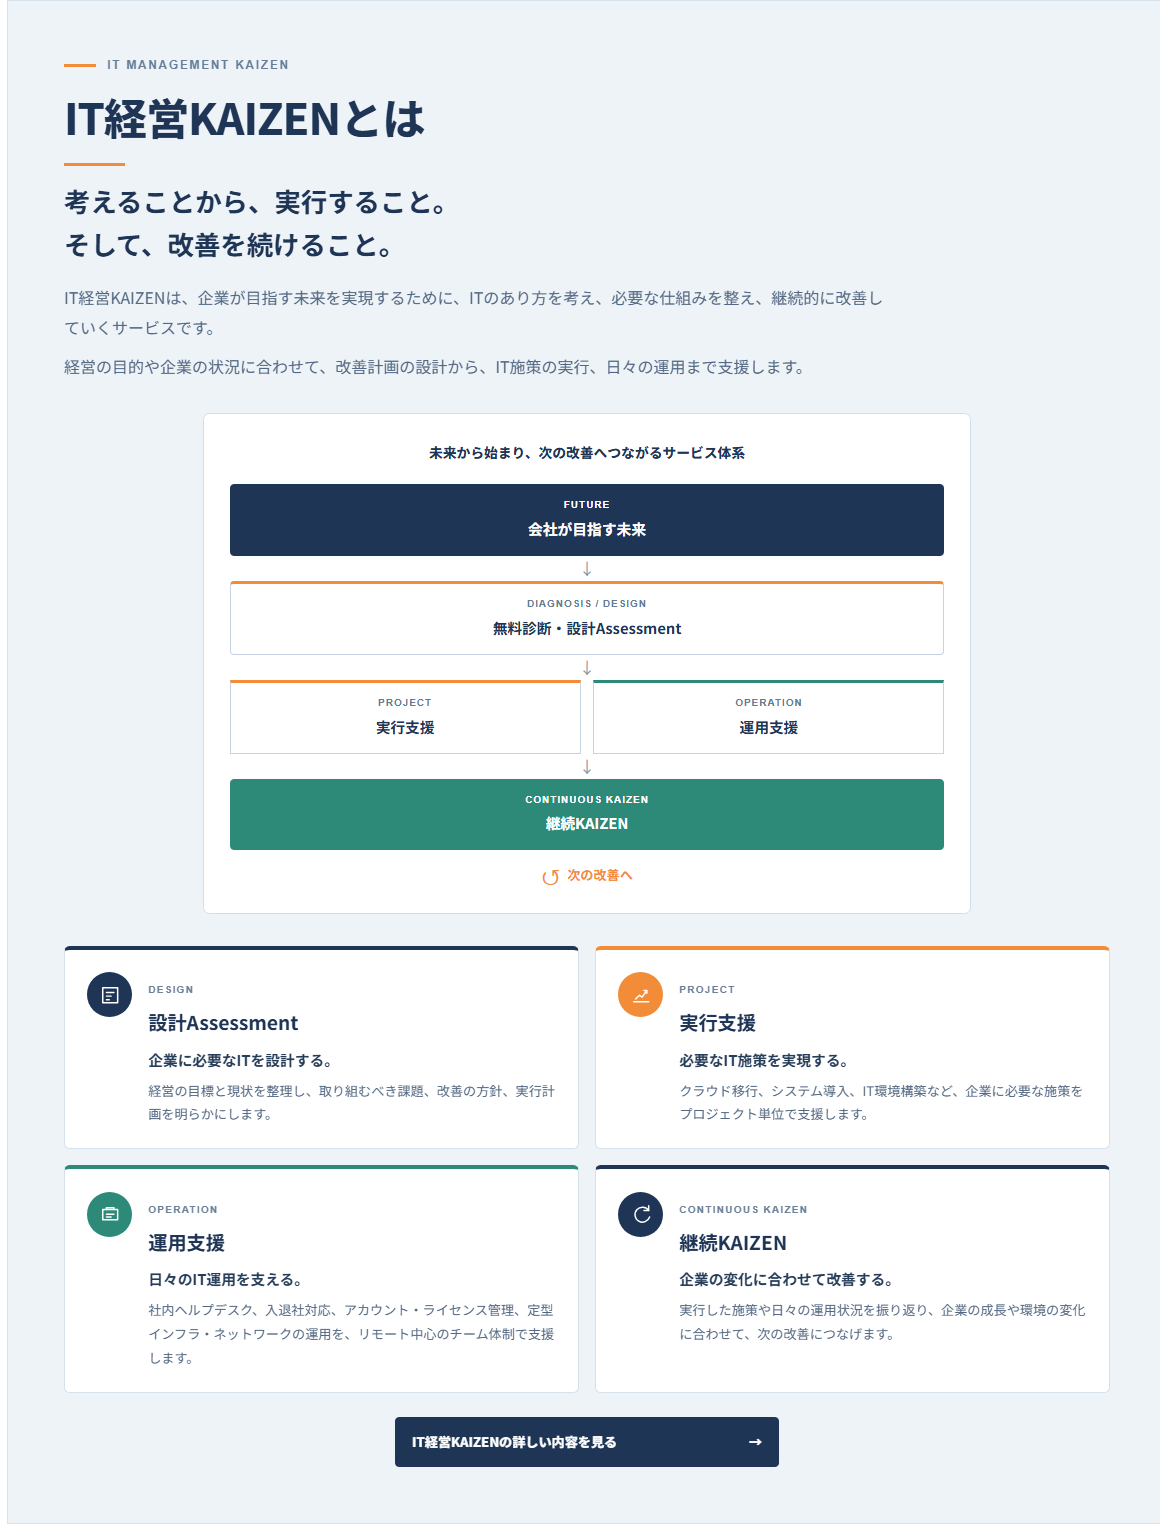 IT MANAGEMENT KAIZEN
IT経営KAIZENとは
考えることから、実行すること。
そして、改善を続けること。
IT経営KAIZENは、企業が目指す未来を実現するために、ITのあり方を考え、必要な仕組みを整え、継続的に改善し
ていくサービスです。
経営の目的や企業の状況に合わせて、改善計画の設計から、IT施策の実行、日々の運用まで支援します。
未来から始まり、次の改善へつながるサービス体系
FUTURE
会社が目指す未来
↓
DIAGNOSIS / DESIGN
無料診断・設計Assessment
↓
PROJECT
実行支援
OPERATION
運用支援
↓
CONTINUOUS KAIZEN
継続KAIZEN
↺ 次の改善へ
DESIGN
設計Assessment
企業に必要なITを設計する。
経営の目標と現状を整理し、取り組むべき課題、改善の方針、実行計
画を明らかにします。
PROJECT
実行支援
必要なIT施策を実現する。
クラウド移行、システム導入、IT環境構築など、企業に必要な施策を
プロジェクト単位で支援します。
OPERATION
運用支援
日々のIT運用を支える。
社内ヘルプデスク、入退社対応、アカウント・ライセンス管理、定型
インフラ・ネットワークの運用を、リモート中心のチーム体制で支援
します。
CONTINUOUS KAIZEN
継続KAIZEN
企業の変化に合わせて改善する。
実行した施策や日々の運用状況を振り返り、企業の成長や環境の変化
に合わせて、次の改善につなげます。
IT経営KAIZENの詳しい内容を見る →